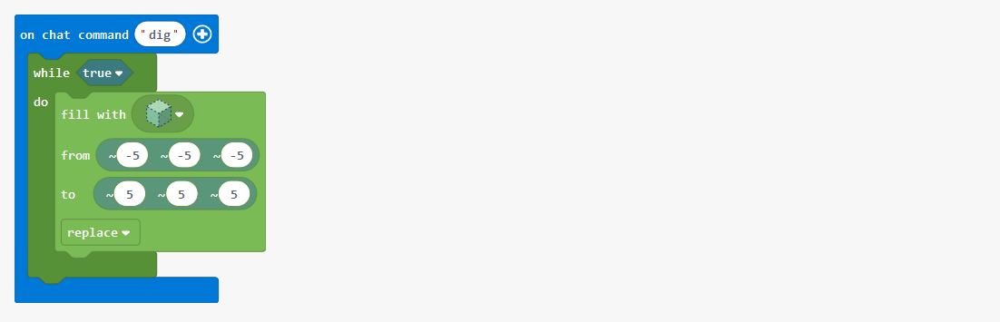 on chat command "dig"
while true
do
fill with
from ~ -5 ~ -5 ~ -5
to ~ 5 ~ 5 ~ 5
replace